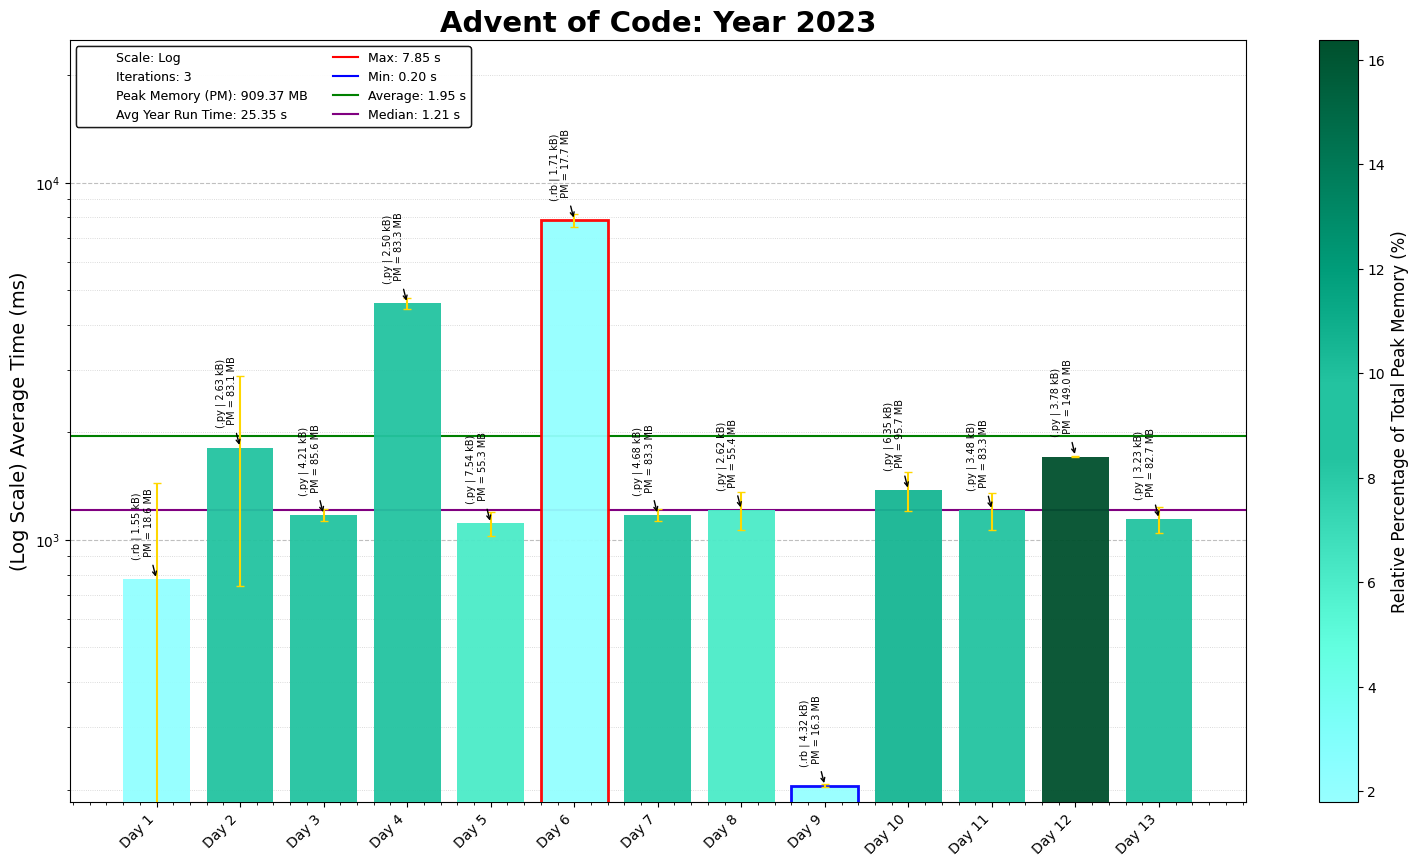 Advent of Code: Year 2023
Scale: Log
Iterations: 3
Peak Memory (PM): 909.37 MB
Avg Year Run Time: 25.35 s
Max: 7.85 s
Min: 0.20 s
Average: 1.95 s
Median: 1.21 s
(Log Scale) Average Time (ms)
10⁴
10³
(.rb | 1.55 kB)
PM = 18.6 MB
(.py | 2.63 kB)
PM = 83.1 MB
(.py | 4.21 kB)
PM = 85.6 MB
(.py | 2.50 kB)
PM = 83.3 MB
(.py | 7.54 kB)
PM = 55.3 MB
(.rb | 1.71 kB)
PM = 17.7 MB
(.py | 4.68 kB)
PM = 83.3 MB
(.py | 2.62 kB)
PM = 55.4 MB
(.rb | 4.32 kB)
PM = 16.3 MB
(.py | 6.35 kB)
PM = 95.7 MB
(.py | 3.48 kB)
PM = 83.3 MB
(.py | 3.78 kB)
PM = 149.0 MB
(.py | 3.23 kB)
PM = 82.7 MB
Day 1
Day 2
Day 3
Day 4
Day 5
Day 6
Day 7
Day 8
Day 9
Day 10
Day 11
Day 12
Day 13
16
14
12
10
8
6
4
2
Relative Percentage of Total Peak Memory (%)